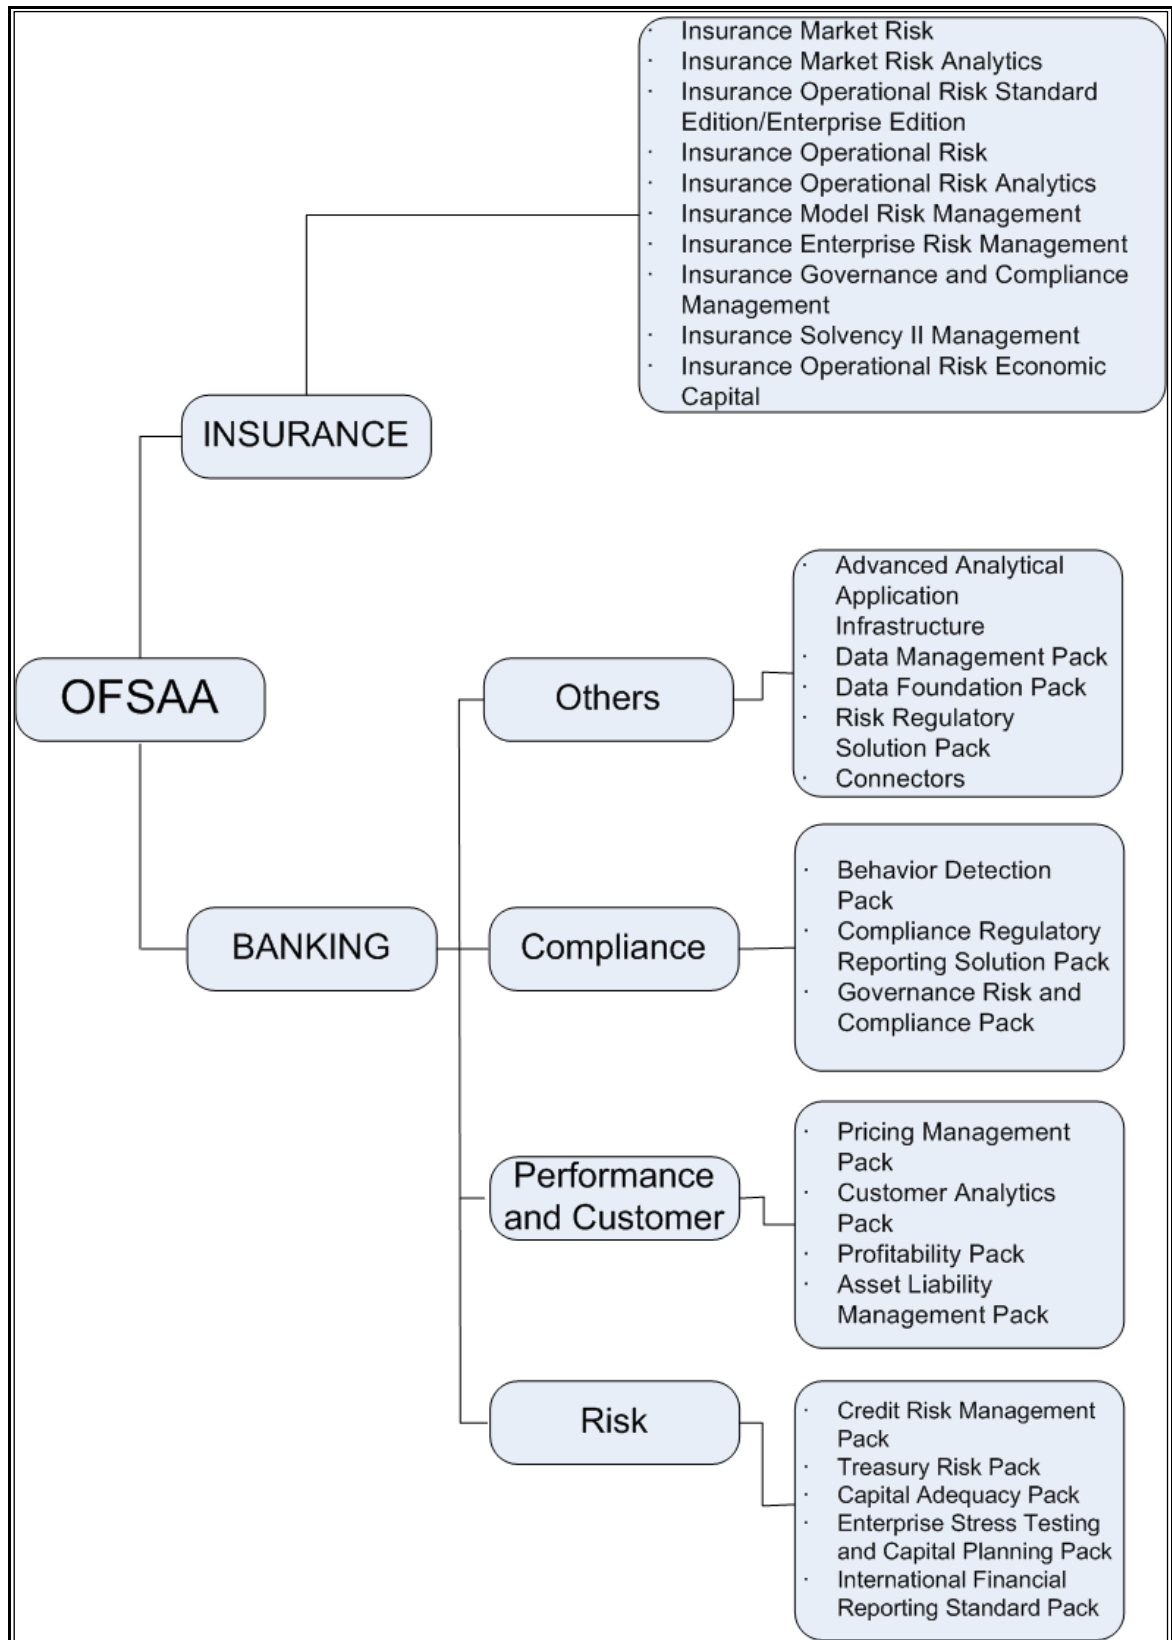 · Insurance Market Risk
· Insurance Market Risk Analytics
· Insurance Operational Risk Standard
Edition/Enterprise Edition
· Insurance Operational Risk
· Insurance Operational Risk Analytics
· Insurance Model Risk Management
· Insurance Enterprise Risk Management
· Insurance Governance and Compliance
Management
· Insurance Solvency II Management
· Insurance Operational Risk Economic
Capital
INSURANCE
OFSAA
BANKING
Others
· Advanced Analytical
Application
Infrastructure
· Data Management Pack
· Data Foundation Pack
· Risk Regulatory
Solution Pack
· Connectors
Compliance
· Behavior Detection
Pack
· Compliance Regulatory
Reporting Solution Pack
· Governance Risk and
Compliance Pack
Performance
and Customer
· Pricing Management
Pack
· Customer Analytics
Pack
· Profitability Pack
· Asset Liability
Management Pack
Risk
· Credit Risk Management
Pack
· Treasury Risk Pack
· Capital Adequacy Pack
· Enterprise Stress Testing
and Capital Planning Pack
· International Financial
Reporting Standard Pack